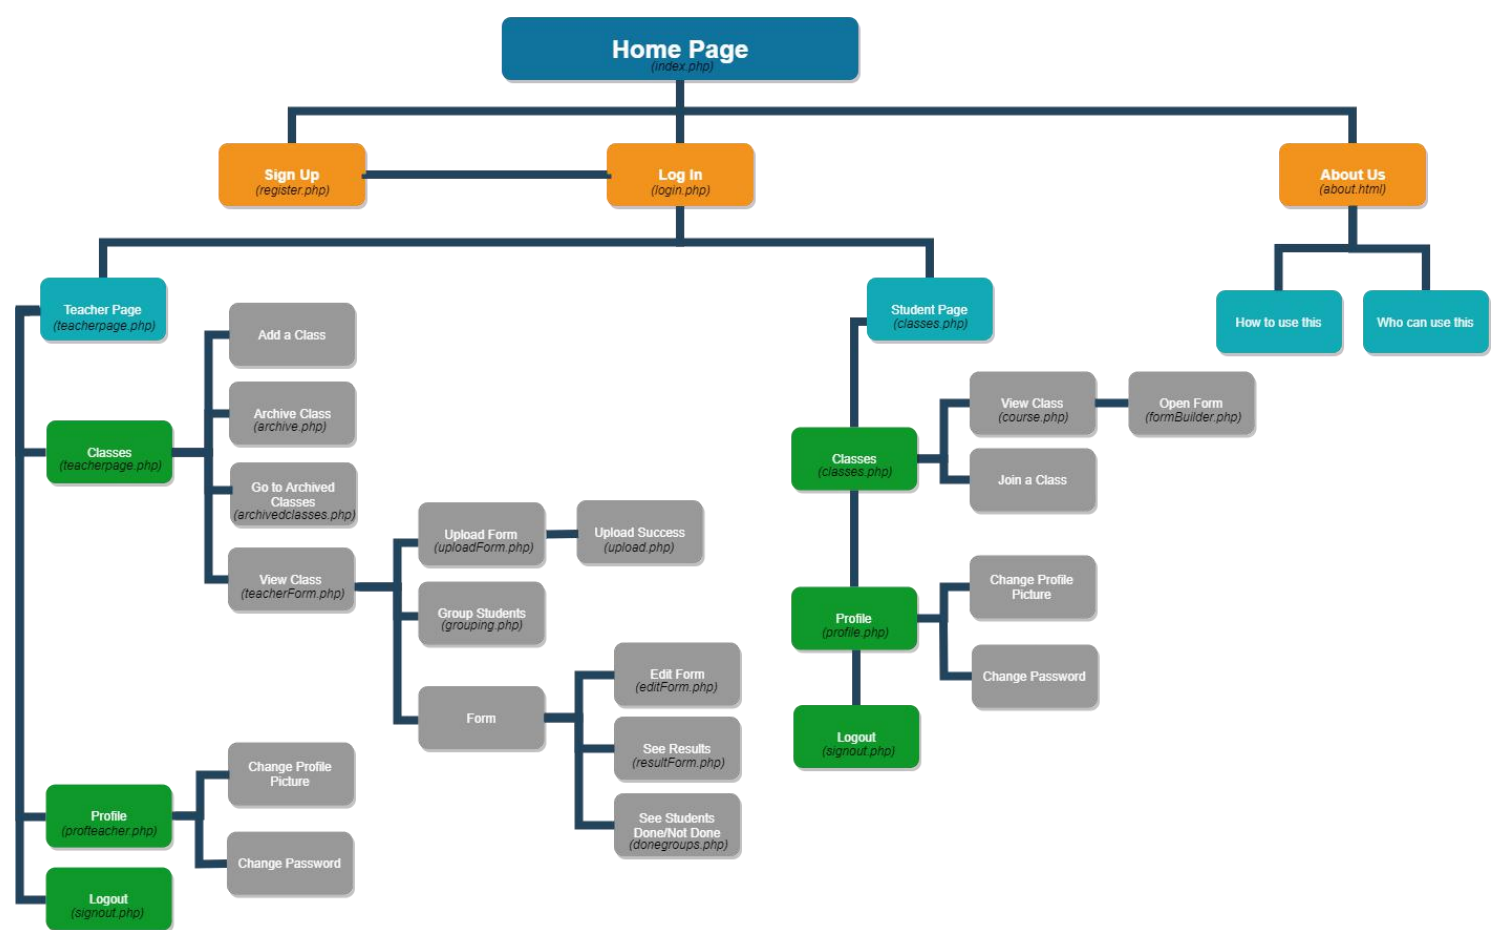 Home Page
(index.php)
Sign Up
(register.php)
Log In
(login.php)
About Us
(about.html)
Teacher Page
(teacherpage.php)
Student Page
(classes.php)
How to use this
Who can use this
Add a Class
Archive Class
(archive.php)
Classes
(teacherpage.php)
Go to Archived
Classes
(archivedclasses.php)
View Class
(teacherForm.php)
Upload Form
(uploadForm.php)
Upload Success
(upload.php)
Group Students
(grouping.php)
Form
Edit Form
(editForm.php)
See Results
(resultForm.php)
See Students
Done/Not Done
(donegroups.php)
Change Profile
Picture
Profile
(profteacher.php)
Change Password
Logout
(signout.php)
View Class
(course.php)
Open Form
(formBuilder.php)
Classes
(classes.php)
Join a Class
Change Profile
Picture
Profile
(profile.php)
Change Password
Logout
(signout.php)